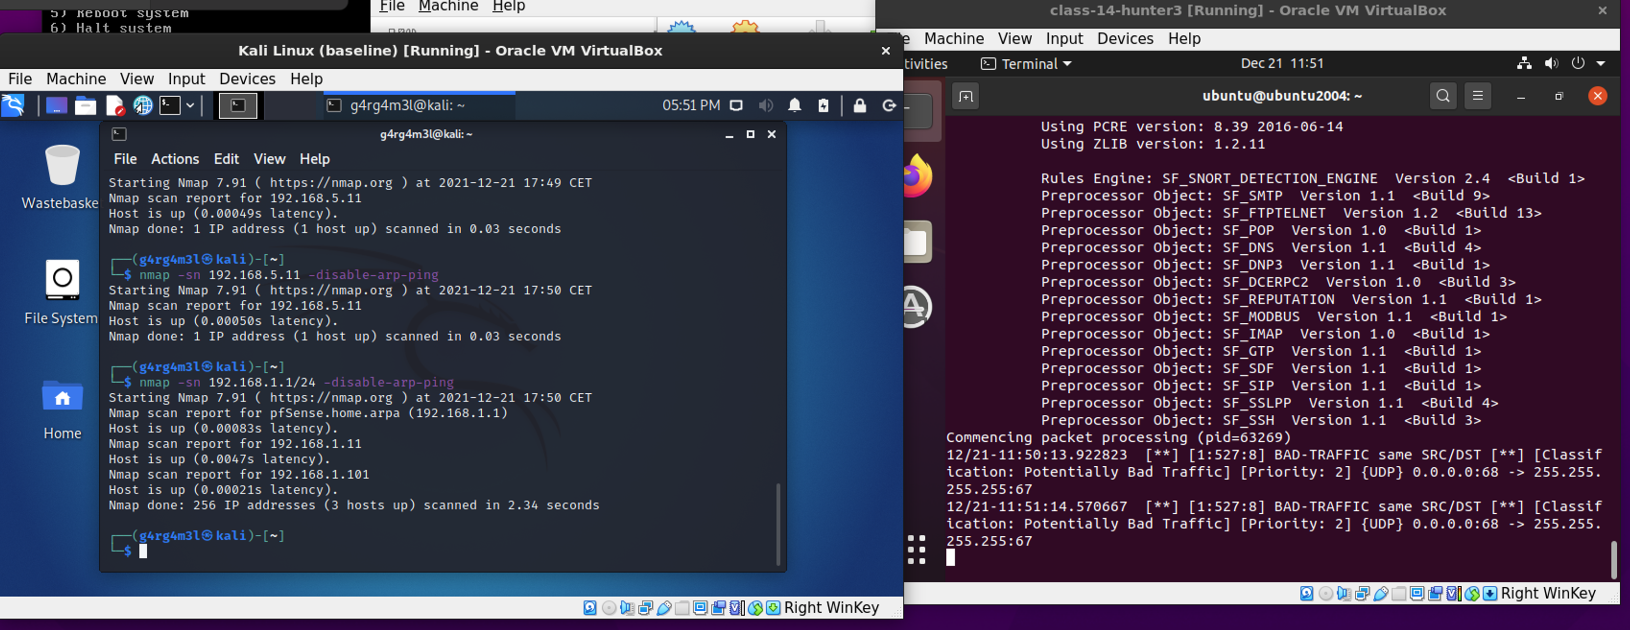 5) Reboot system
6) Halt system
File Machine Help
class-14-hunter3 [Running] - Oracle VM VirtualBox
Machine View Input Devices Help
Kali Linux (baseline) [Running] - Oracle VM VirtualBox
File Machine View Input Devices Help
g4rg4m3l@kali: ~
05:51 PM
g4rg4m3l@kali: ~
File Actions Edit View Help
Wastebaske
File System
Home
Starting Nmap 7.91 ( https://nmap.org ) at 2021-12-21 17:49 CET
Nmap scan report for 192.168.5.11
Host is up (0.00049s latency).
Nmap done: 1 IP address (1 host up) scanned in 0.03 seconds
┌──(g4rg4m3l㉿kali)-[~]
└─$ nmap -sn 192.168.5.11 -disable-arp-ping
Starting Nmap 7.91 ( https://nmap.org ) at 2021-12-21 17:50 CET
Nmap scan report for 192.168.5.11
Host is up (0.00050s latency).
Nmap done: 1 IP address (1 host up) scanned in 0.03 seconds
┌──(g4rg4m3l㉿kali)-[~]
└─$ nmap -sn 192.168.1.1/24 -disable-arp-ping
Starting Nmap 7.91 ( https://nmap.org ) at 2021-12-21 17:50 CET
Nmap scan report for pfSense.home.arpa (192.168.1.1)
Host is up (0.00083s latency).
Nmap scan report for 192.168.1.11
Host is up (0.0047s latency).
Nmap scan report for 192.168.1.101
Host is up (0.00021s latency).
Nmap done: 256 IP addresses (3 hosts up) scanned in 2.34 seconds
┌──(g4rg4m3l㉿kali)-[~]
└─$
Right WinKey
tivities Terminal Dec 21 11:51
ubuntu@ubuntu2004: ~
Using PCRE version: 8.39 2016-06-14
Using ZLIB version: 1.2.11
Rules Engine: SF_SNORT_DETECTION_ENGINE Version 2.4 <Build 1>
Preprocessor Object: SF_SMTP Version 1.1 <Build 9>
Preprocessor Object: SF_FTPTELNET Version 1.2 <Build 13>
Preprocessor Object: SF_POP Version 1.0 <Build 1>
Preprocessor Object: SF_DNS Version 1.1 <Build 4>
Preprocessor Object: SF_DNP3 Version 1.1 <Build 1>
Preprocessor Object: SF_DCERPC2 Version 1.0 <Build 3>
Preprocessor Object: SF_REPUTATION Version 1.1 <Build 1>
Preprocessor Object: SF_MODBUS Version 1.1 <Build 1>
Preprocessor Object: SF_IMAP Version 1.0 <Build 1>
Preprocessor Object: SF_GTP Version 1.1 <Build 1>
Preprocessor Object: SF_SDF Version 1.1 <Build 1>
Preprocessor Object: SF_SIP Version 1.1 <Build 1>
Preprocessor Object: SF_SSLPP Version 1.1 <Build 4>
Preprocessor Object: SF_SSH Version 1.1 <Build 3>
Commencing packet processing (pid=63269)
12/21-11:50:13.922823 [**] [1:527:8] BAD-TRAFFIC same SRC/DST [**] [Classif
ication: Potentially Bad Traffic] [Priority: 2] {UDP} 0.0.0.0:68 -> 255.255.
255.255:67
12/21-11:51:14.570667 [**] [1:527:8] BAD-TRAFFIC same SRC/DST [**] [Classif
ication: Potentially Bad Traffic] [Priority: 2] {UDP} 0.0.0.0:68 -> 255.255.
255.255:67
Right WinKey